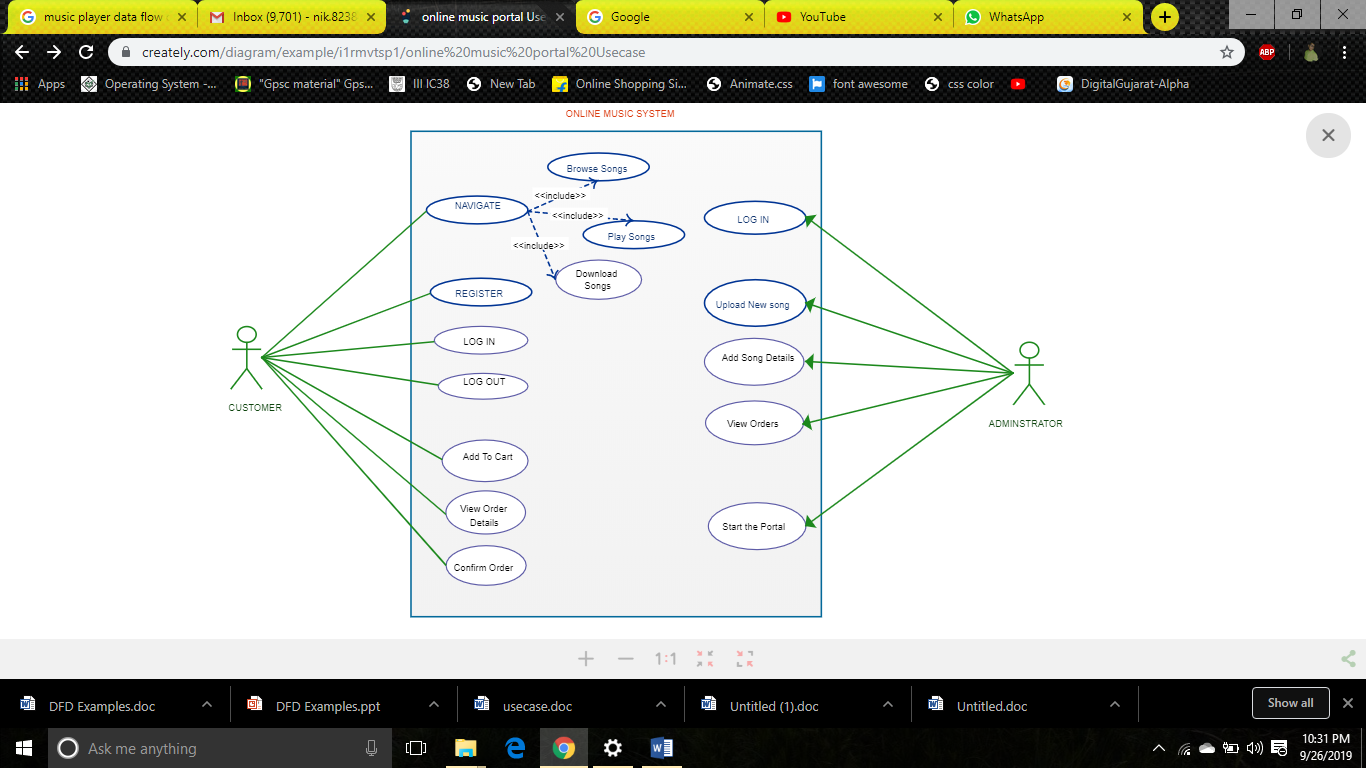 music player data flow
Inbox (9,701) - nik.8238
online music portal Use
Google
YouTube
WhatsApp
creately.com/diagram/example/i1rmvtsp1/online%20music%20portal%20Usecase
ABP
Apps
Operating System -...
"Gpsc material" Gps...
III IC38
New Tab
Online Shopping Si...
Animate.css
font awesome
css color
DigitalGujarat-Alpha
ONLINE MUSIC SYSTEM
Browse Songs
<<include>>
NAVIGATE
<<include>>
Play Songs
<<include>>
Download
Songs
LOG IN
REGISTER
Upload New song
LOG IN
Add Song Details
LOG OUT
CUSTOMER
View Orders
ADMINSTRATOR
Add To Cart
View Order
Details
Start the Portal
Confirm Order
1:1
DFD Examples.doc
DFD Examples.ppt
usecase.doc
Untitled (1).doc
Untitled.doc
Show all
Ask me anything
10:31 PM
9/26/2019